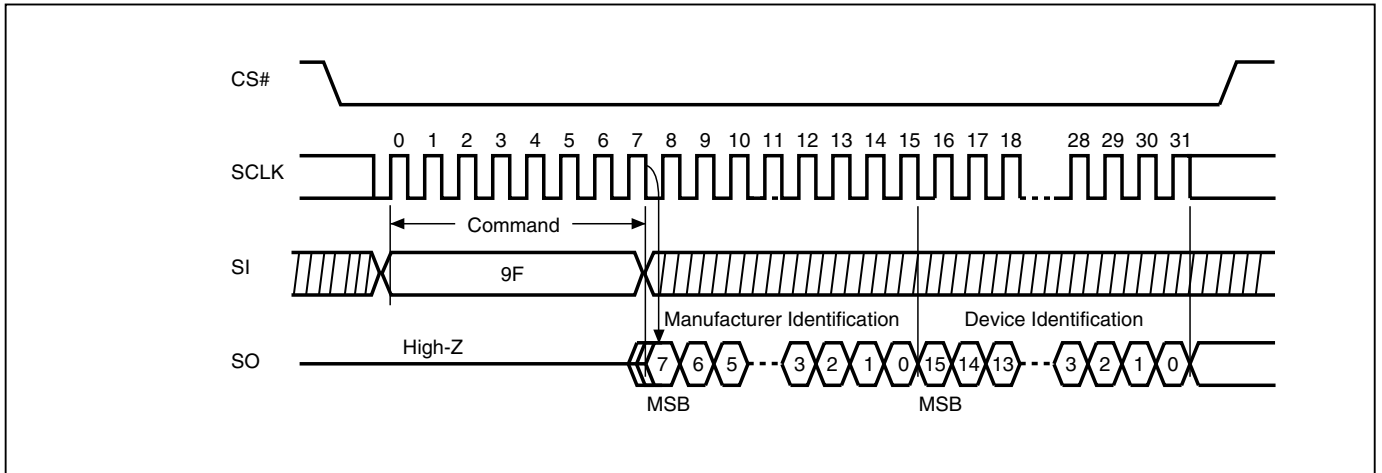 CS#
0 1 2 3 4 5 6 7 8 9 10 11 12 13 14 15 16 17 18 28 29 30 31
SCLK
Command
SI
9F
Manufacturer Identification Device Identification
High-Z
SO
7 6 5 3 2 1 0 15 14 13 3 2 1 0
MSB MSB